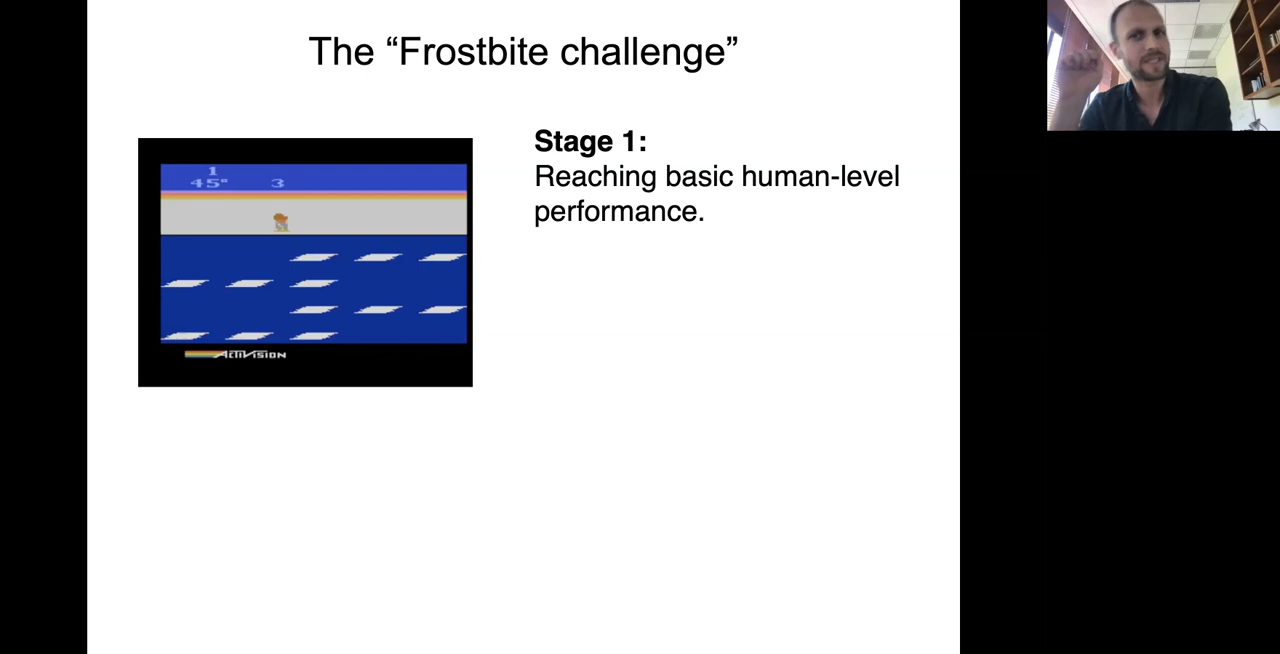 The “Frostbite challenge”
1
45° 3
ACTIVISION
Stage 1:
Reaching basic human-level
performance.